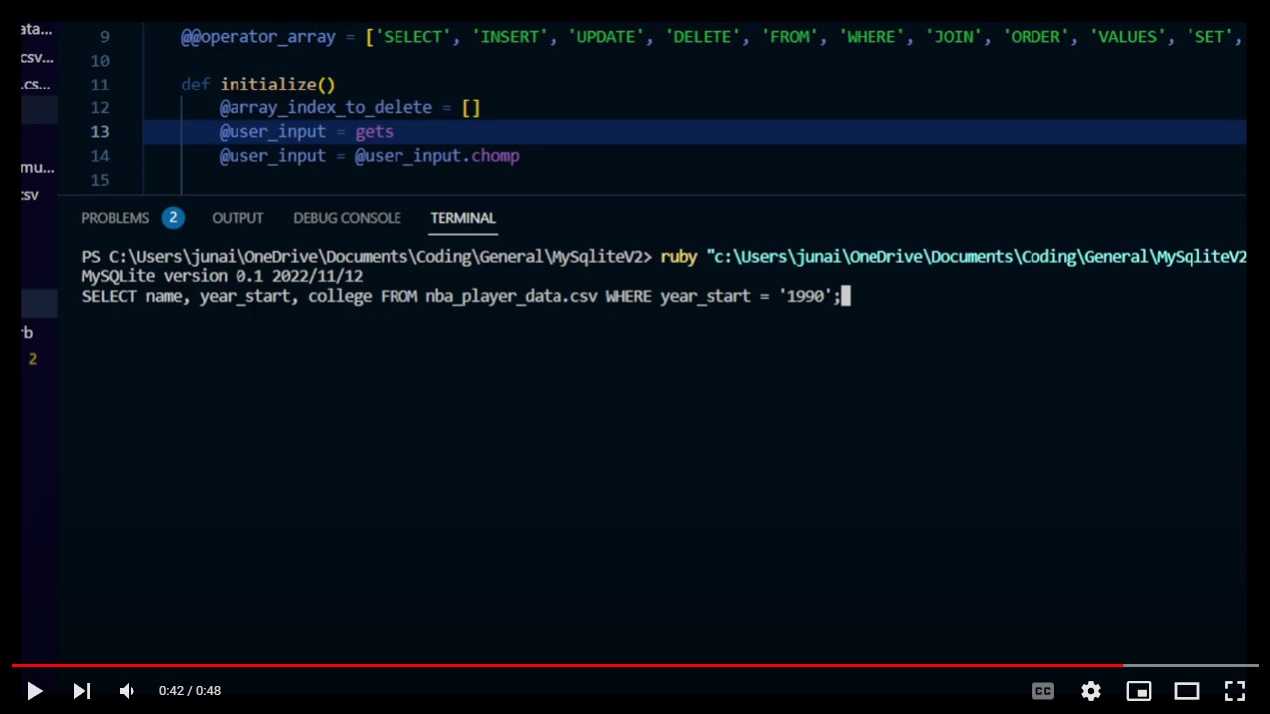 ata...
csv...
.cs...
mu...
csv
rb
2
9 @@operator_array = ['SELECT', 'INSERT', 'UPDATE', 'DELETE', 'FROM', 'WHERE', 'JOIN', 'ORDER', 'VALUES', 'SET',
10
11 def initialize()
12 @array_index_to_delete = []
13 @user_input = gets
14 @user_input = @user_input.chomp
15
PROBLEMS 2 OUTPUT DEBUG CONSOLE TERMINAL
PS C:\Users\junai\OneDrive\Documents\Coding\General\MySqliteV2> ruby "c:\Users\junai\OneDrive\Documents\Coding\General\MySqliteV2
MySQLite version 0.1 2022/11/12
SELECT name, year_start, college FROM nba_player_data.csv WHERE year_start = '1990';
0:42 / 0:48 CC